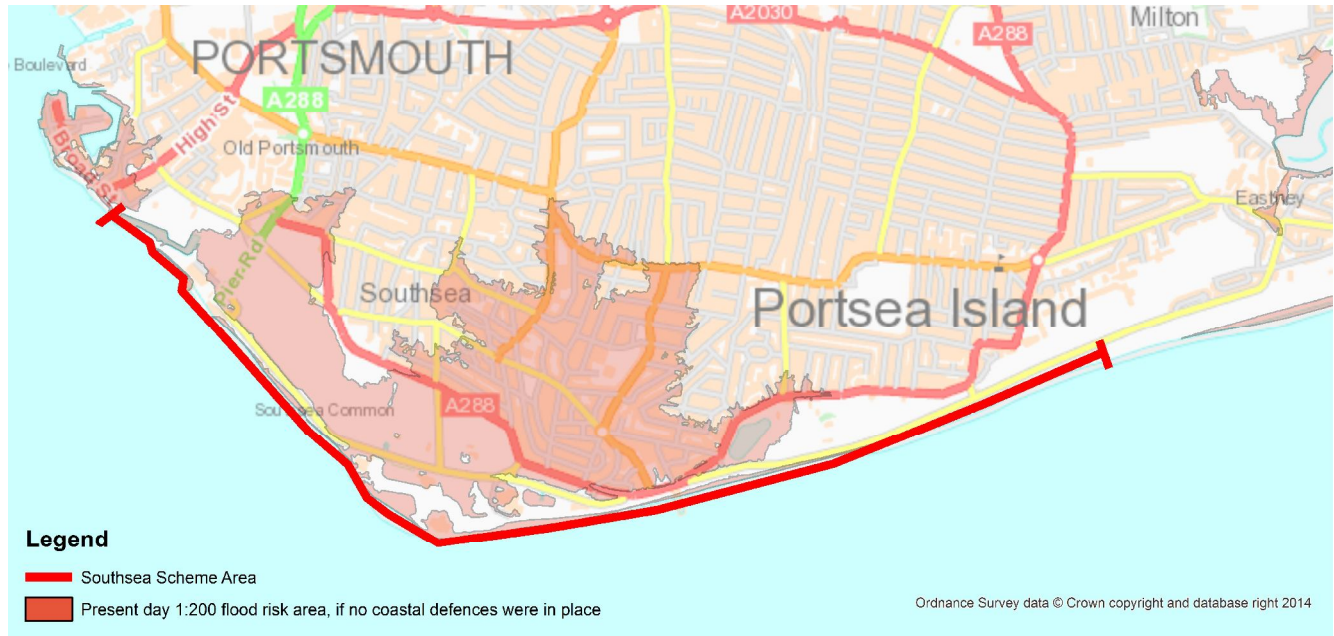 A2030
Milton
Boulevard
PORTSMOUTH
A288
A288
High St
Broad St
Old Portsmouth
Eastney
Pier Rd
Southsea
Portsea Island
Southsea Common
A288
Legend
Southsea Scheme Area
Present day 1:200 flood risk area, if no coastal defences were in place
Ordnance Survey data © Crown copyright and database right 2014